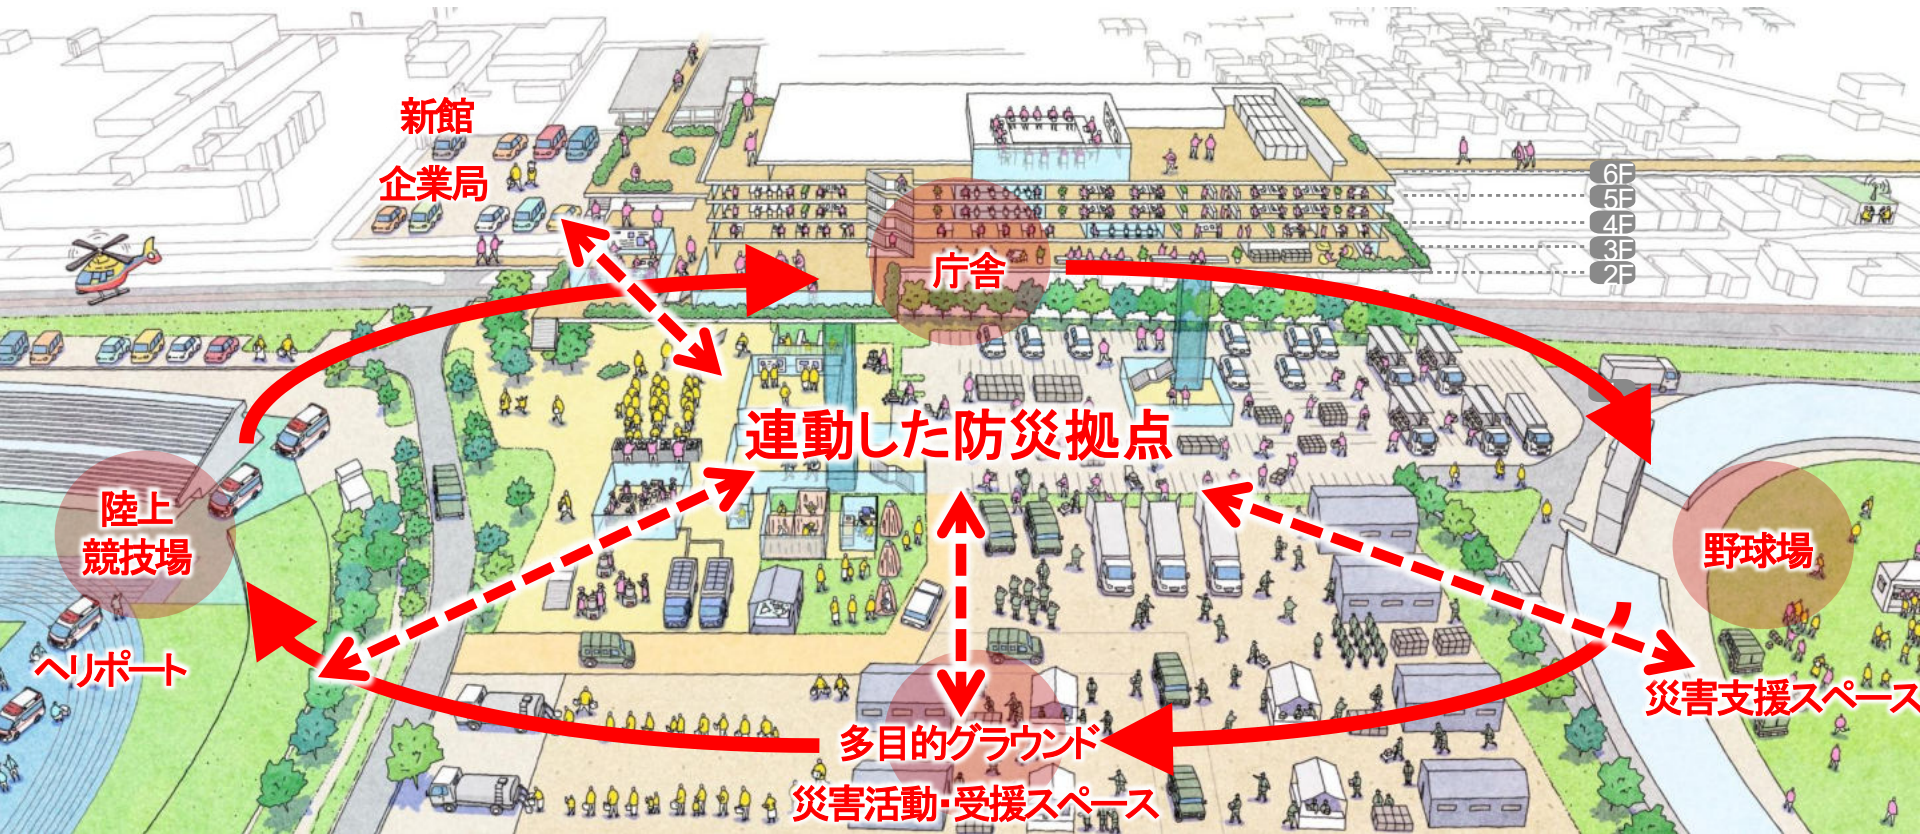 新館
企業局
6F
5F
4F
3F
2F
庁舎
連動した防災拠点
陸上
競技場
野球場
ヘリポート
災害支援スペース
多目的グラウンド
災害活動・受援スペース